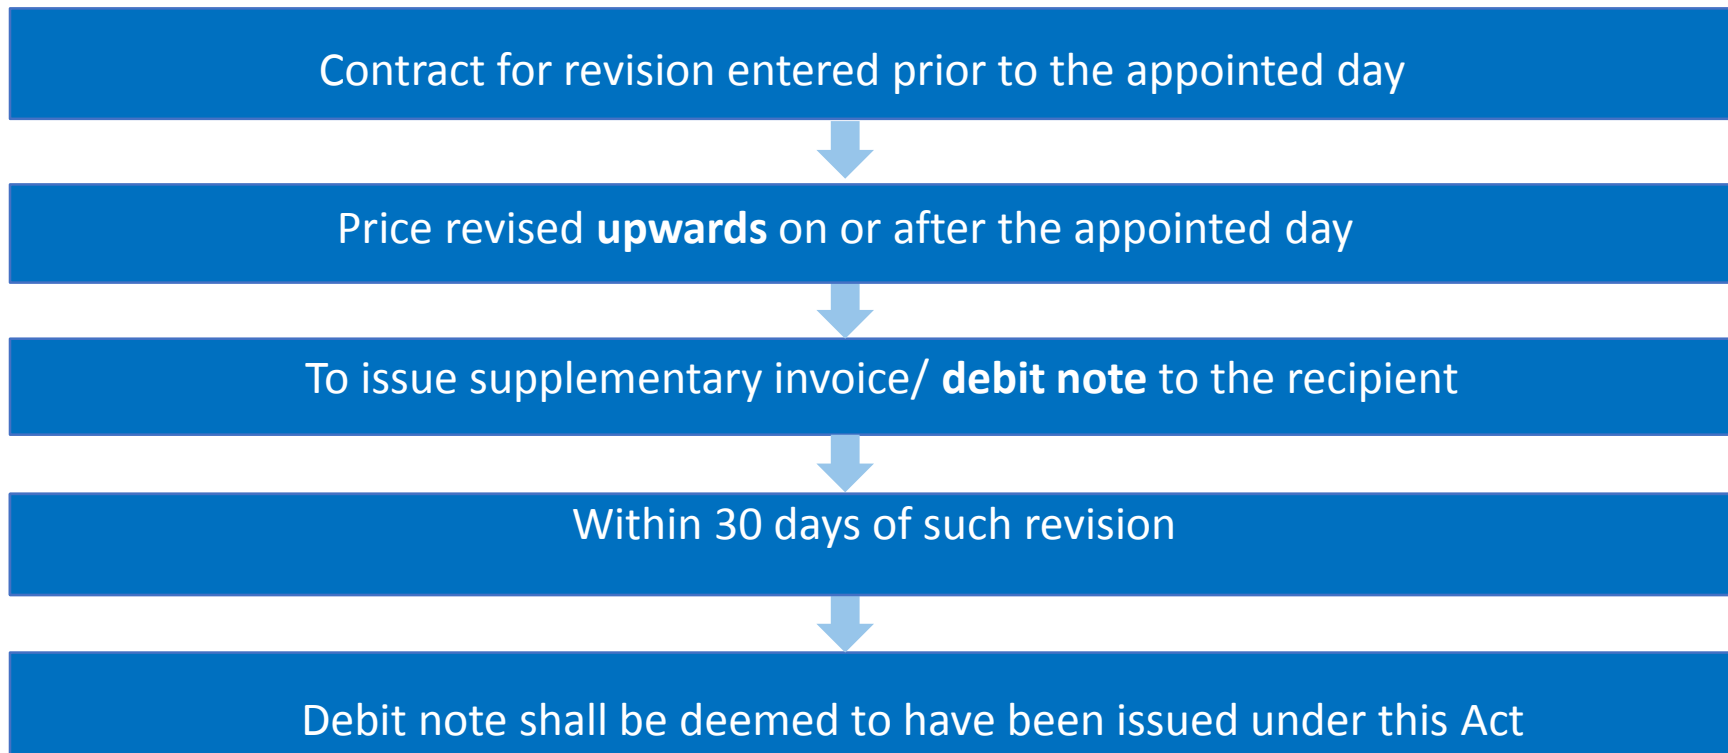 Contract for revision entered prior to the appointed day
Price revised upwards on or after the appointed day
To issue supplementary invoice/ debit note to the recipient
Within 30 days of such revision
Debit note shall be deemed to have been issued under this Act